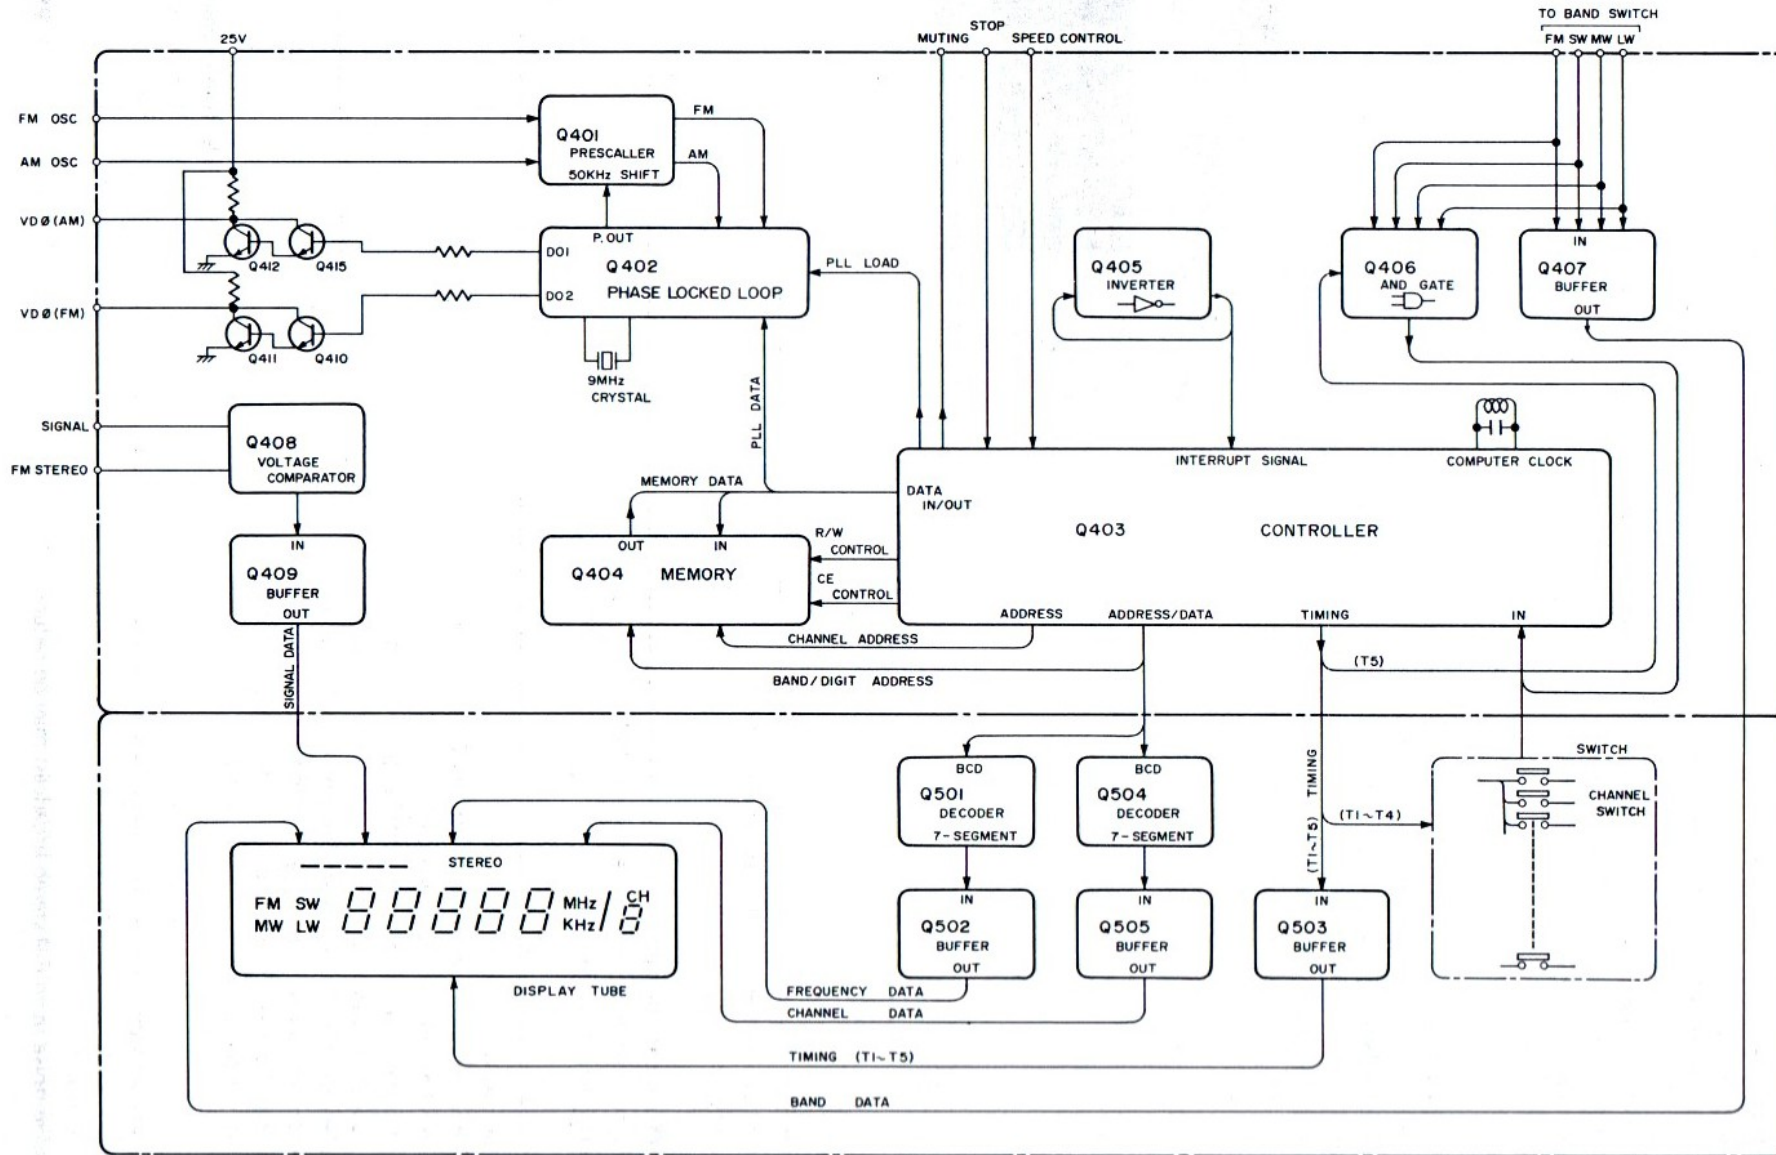 TO BAND SWITCH
STOP
25V
MUTING
SPEED CONTROL
FM SW MW LW
FM OSC
AM OSC
Q401
PRESCALLER
50KHz SHIFT
FM
AM
VDØ(AM)
Q412
Q415
VDØ(FM)
Q411
Q410
P.OUT
DO1
Q402
DO2
PHASE LOCKED LOOP
9MHz
CRYSTAL
PLL LOAD
PLL DATA
Q405
INVERTER
Q406
AND GATE
IN
Q407
BUFFER
OUT
SIGNAL
FM STEREO
Q408
VOLTAGE
COMPARATOR
IN
Q409
BUFFER
OUT
SIGNAL DATA
MEMORY DATA
OUT
IN
Q404 MEMORY
R/W
CONTROL
CE
CONTROL
INTERRUPT SIGNAL
COMPUTER CLOCK
DATA
IN/OUT
Q403 CONTROLLER
ADDRESS
ADDRESS/DATA
TIMING
IN
CHANNEL ADDRESS
BAND/DIGIT ADDRESS
(T5)
BCD
Q501
DECODER
7-SEGMENT
BCD
Q504
DECODER
7-SEGMENT
(T1~T5) TIMING
(T1~T4)
SWITCH
CHANNEL
SWITCH
STEREO
FM SW
MW LW
88888
MHz
KHz
/
CH
8
DISPLAY TUBE
IN
Q502
BUFFER
OUT
IN
Q505
BUFFER
OUT
IN
Q503
BUFFER
OUT
FREQUENCY DATA
CHANNEL DATA
TIMING (T1~T5)
BAND DATA